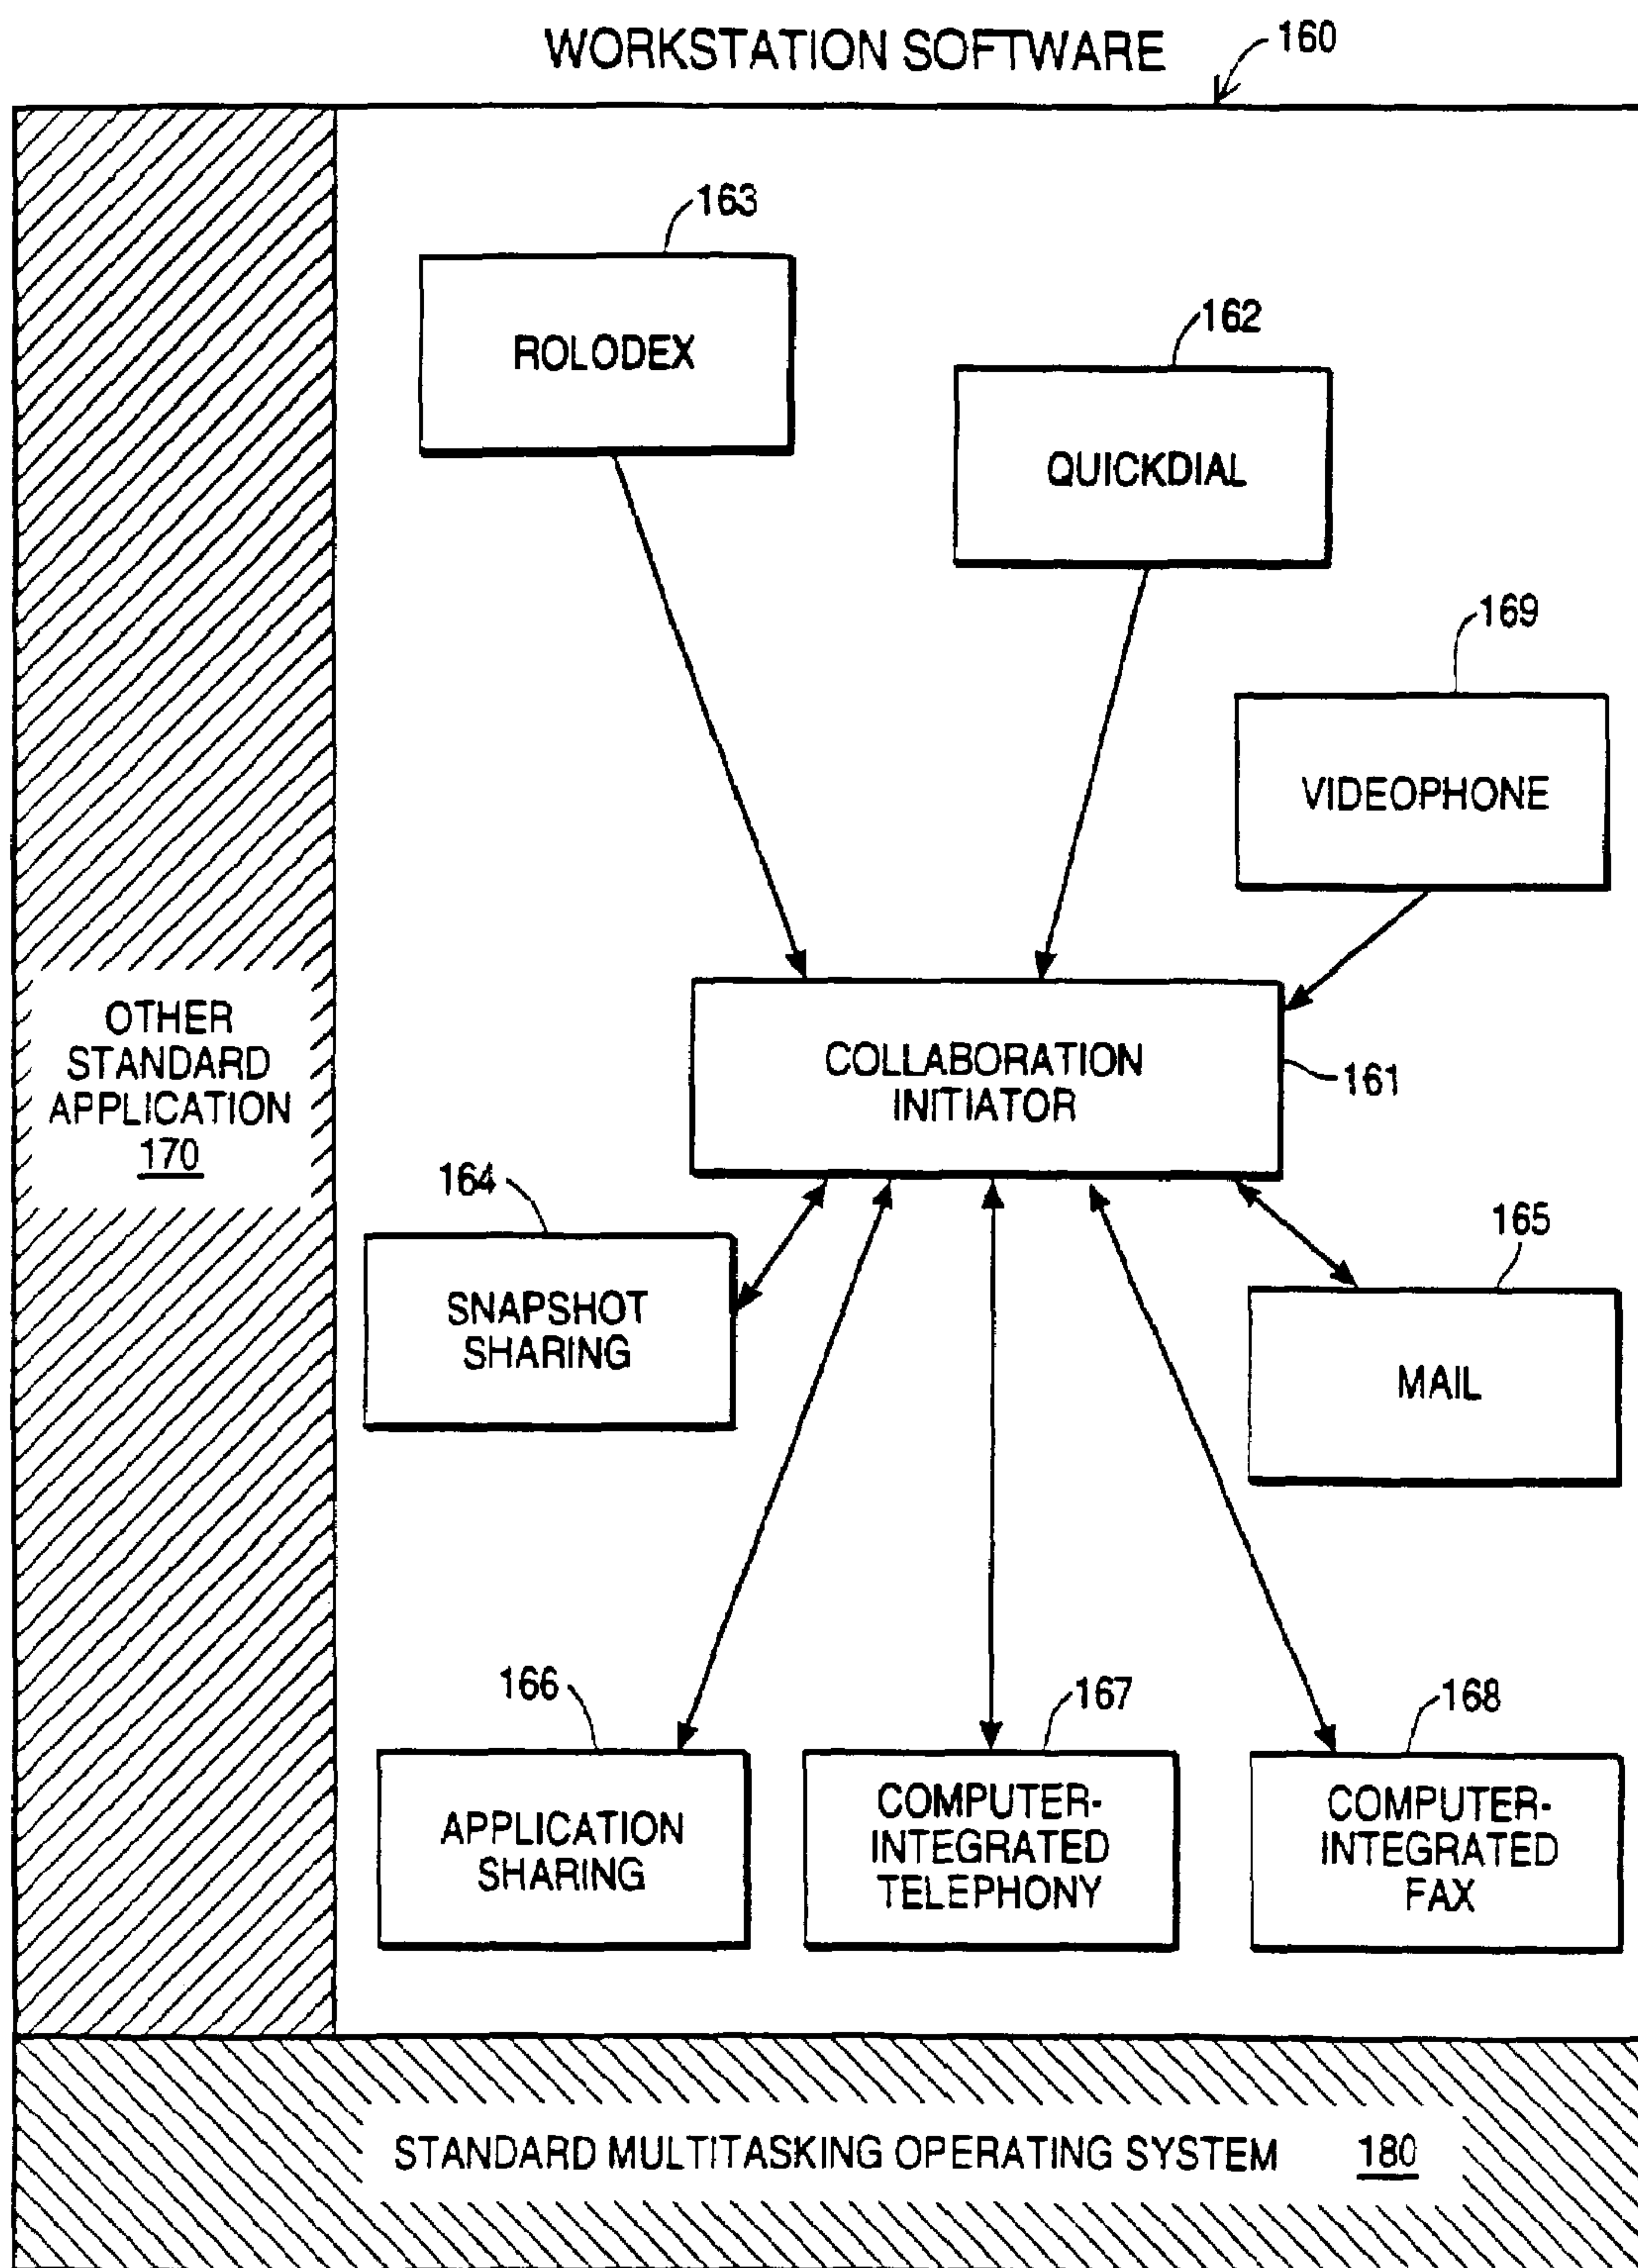 WORKSTATION SOFTWARE
160
163
ROLODEX
162
QUICKDIAL
169
VIDEOPHONE
COLLABORATION
INITIATOR
161
OTHER
STANDARD
APPLICATION
170
164
SNAPSHOT
SHARING
165
MAIL
166
APPLICATION
SHARING
167
COMPUTER-
INTEGRATED
TELEPHONY
168
COMPUTER-
INTEGRATED
FAX
STANDARD MULTITASKING OPERATING SYSTEM 180